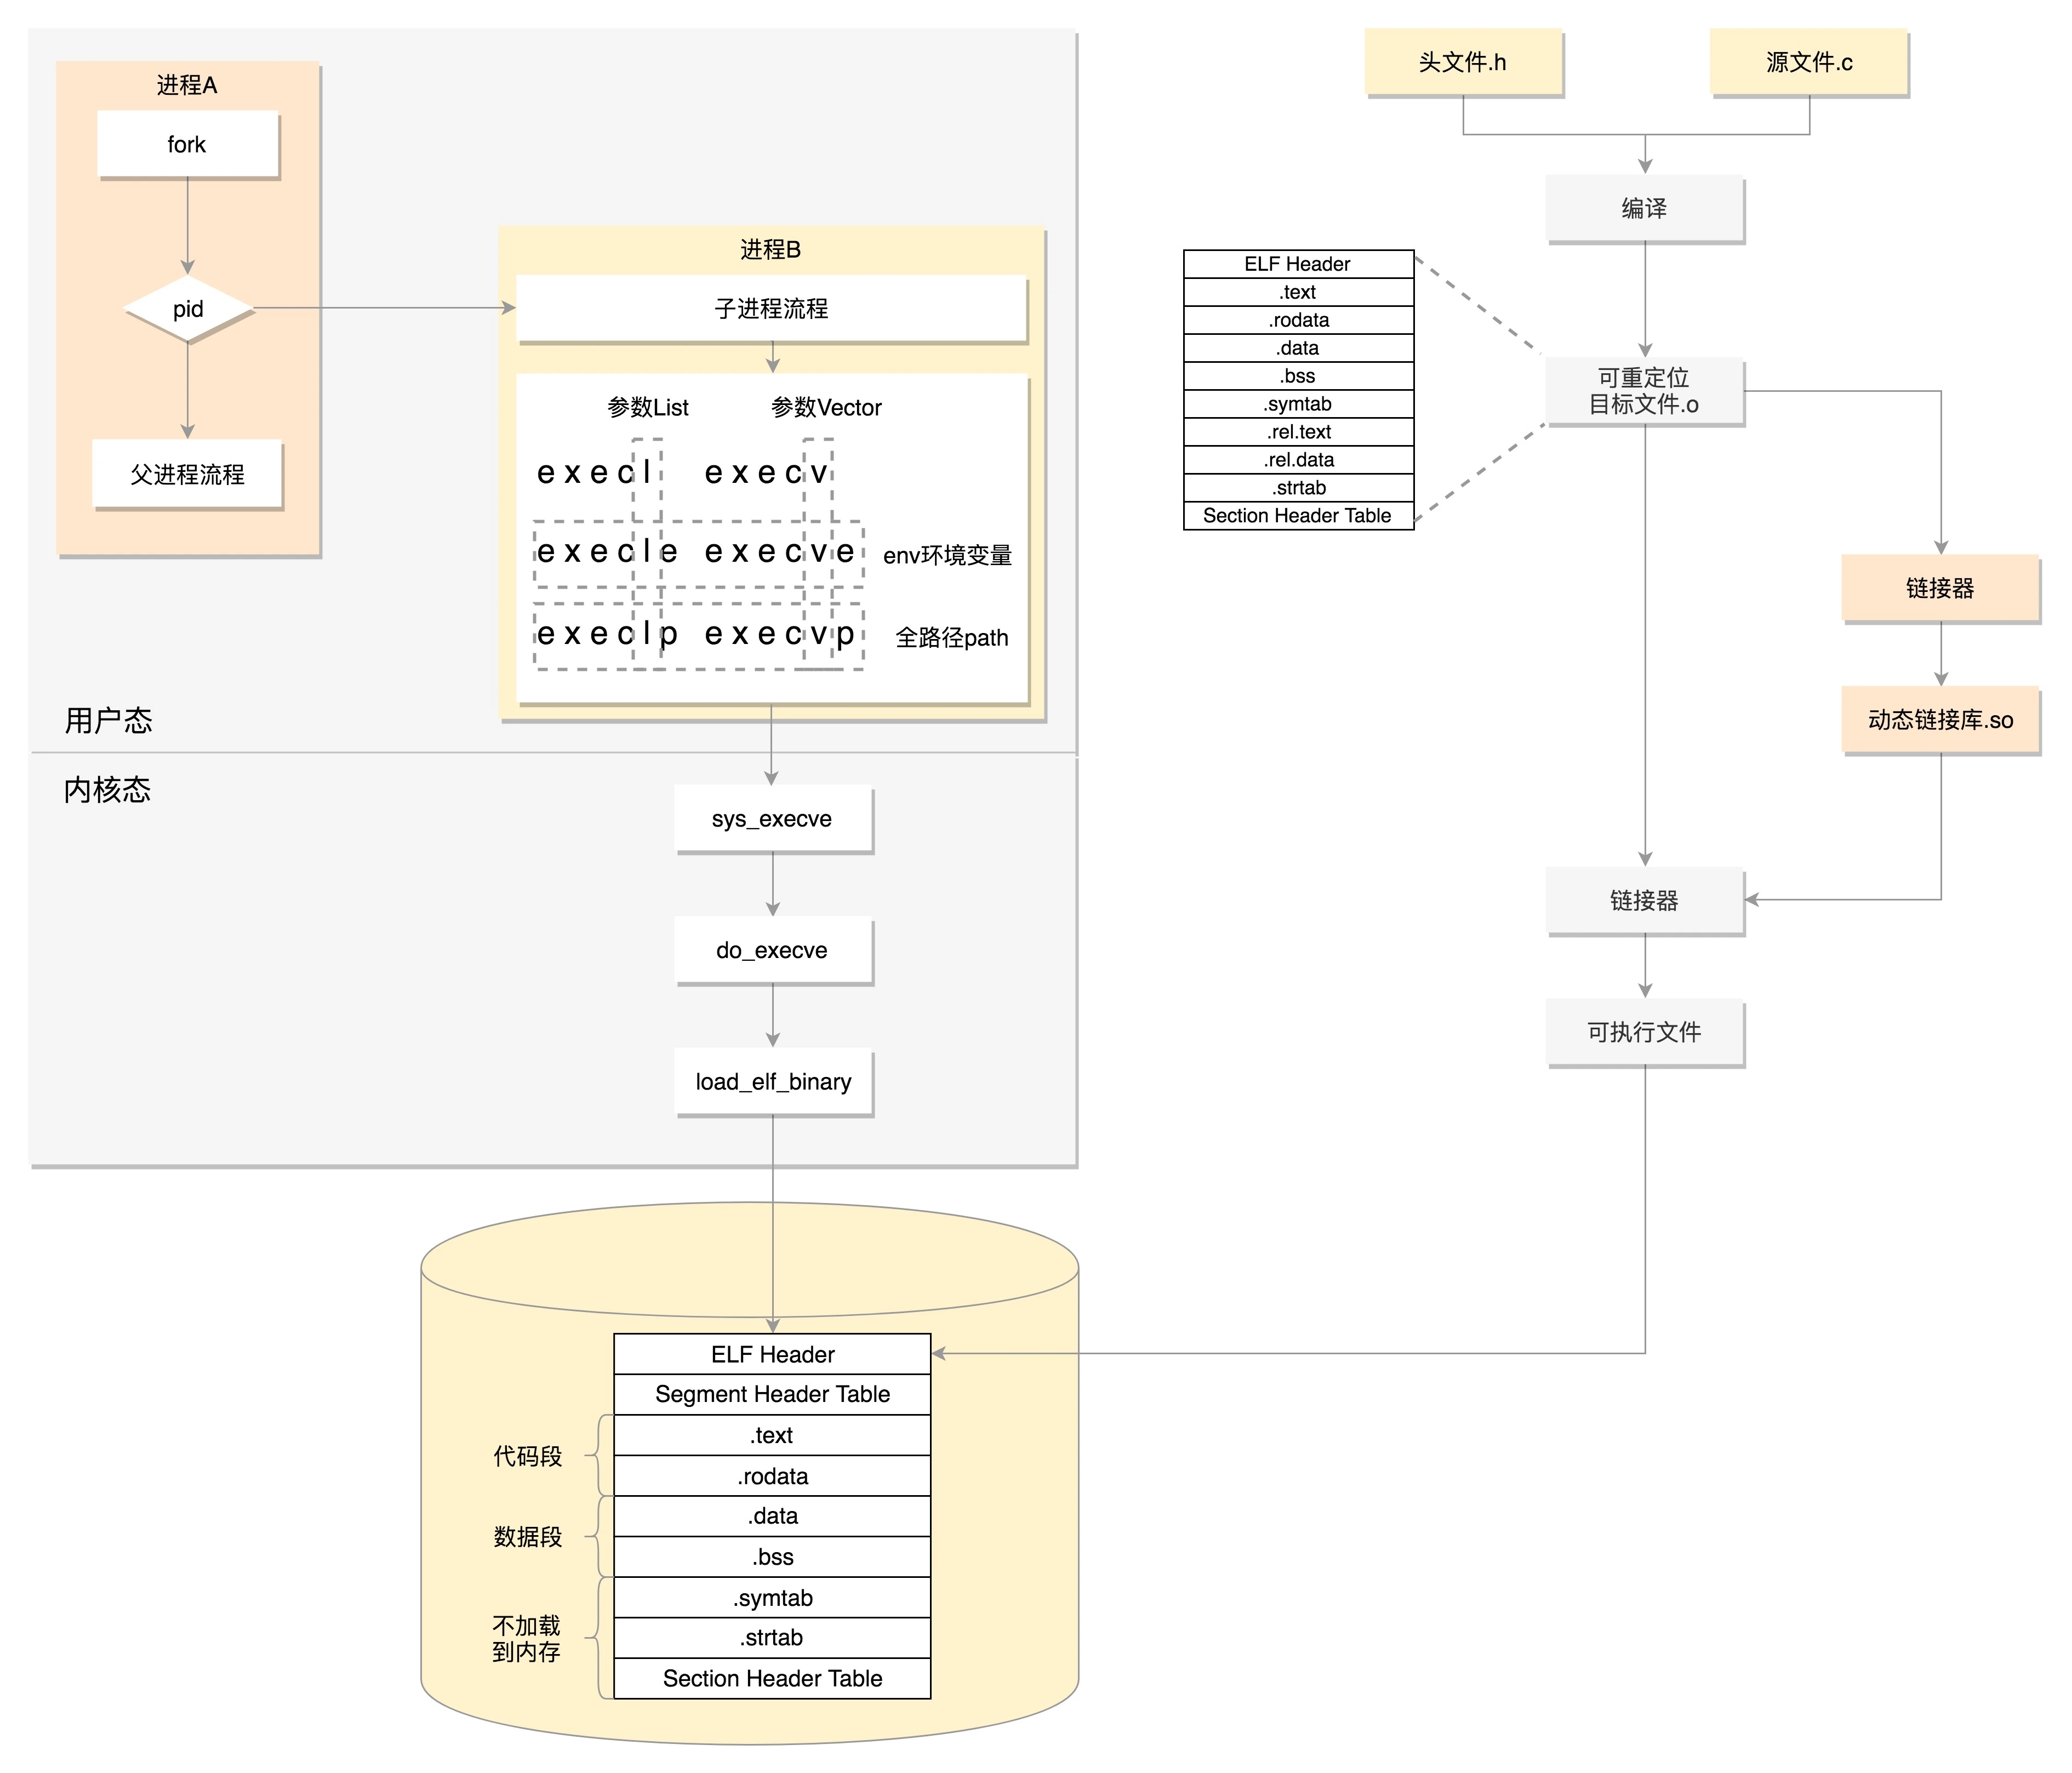 进程A
fork
pid
父进程流程
进程B
子进程流程
参数List 参数Vector
execl execv
execle execve env环境变量
execlp execvp 全路径path
用户态
内核态
sys_execve
do_execve
load_elf_binary
头文件.h 源文件.c
编译
ELF Header
.text
.rodata
.data
.bss
.symtab
.rel.text
.rel.data
.strtab
Section Header Table
可重定位
目标文件.o
链接器
动态链接库.so
链接器
可执行文件
ELF Header
Segment Header Table
.text
代码段
.rodata
.data
数据段
.bss
.symtab
不加载
到内存
.strtab
Section Header Table